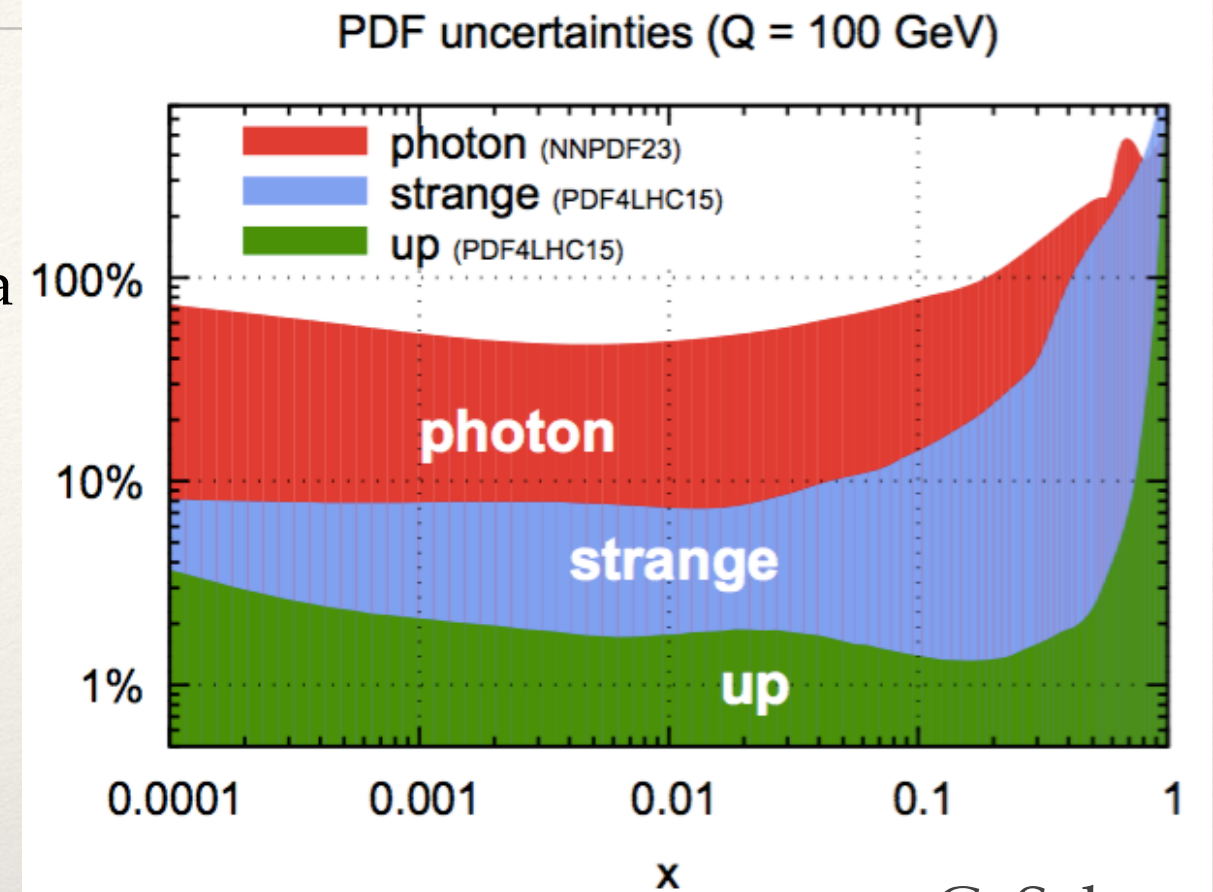 PDF uncertainties (Q = 100 GeV)
photon (NNPDF23)
strange (PDF4LHC15)
up (PDF4LHC15)
a
100%
10%
1%
photon
strange
up
0.0001 0.001 0.01 0.1 1
x